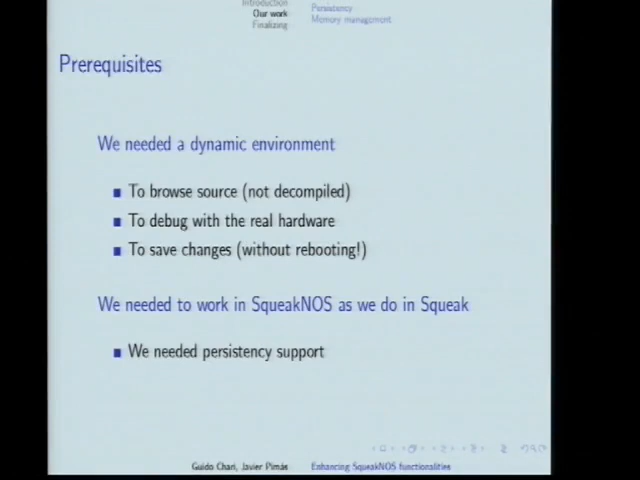 Introduction
Our work
Finalizing
Persistency
Memory management
Prerequisites
We needed a dynamic environment
To browse source (not decompiled)
To debug with the real hardware
To save changes (without rebooting!)
We needed to work in SqueakNOS as we do in Squeak
We needed persistency support
Guido Chari, Javier Pimás
Enhancing SqueakNOS functionalities